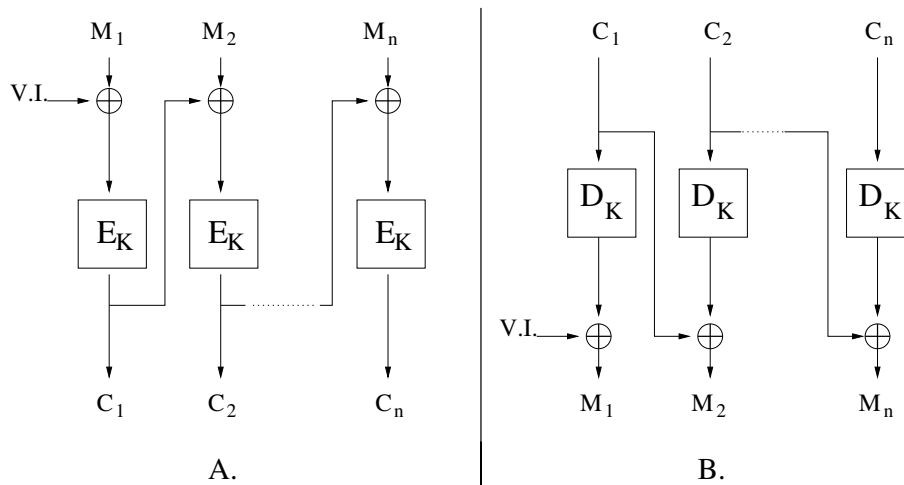 M1 M2 Mn
V.I.
EK EK EK
C1 C2 Cn
A.
C1 C2 Cn
DK DK DK
V.I.
M1 M2 Mn
B.